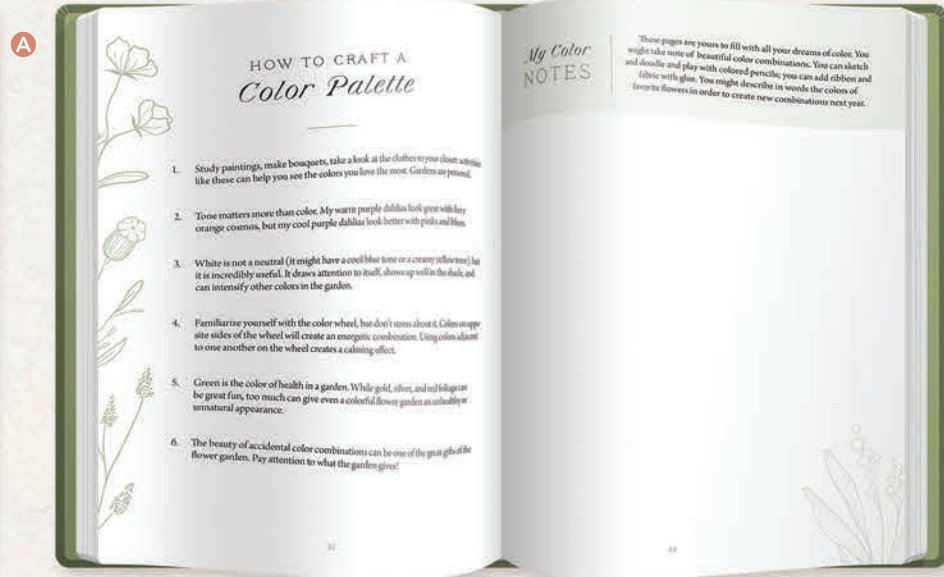 A
HOW TO CRAFT A
Color Palette
1. Study paintings, make bouquets, take a look at the clothes in your closet: activities
like these can help you see the colors you love the most. Gardens are personal.
2. Tone matters more than color. My warm purple dahlias look great with fiery
orange cosmos, but my cool purple dahlias look better with pinks and blues.
3. White is not a neutral (it might have a cool blue tone or a creamy yellow tone), but
it is incredibly useful. It draws attention to itself, shows up well in the shade, and
can intensify other colors in the garden.
4. Familiarize yourself with the color wheel, but don't stress about it. Colors on oppo
site sides of the wheel will create an energetic combination. Using colors adjacent
to one another on the wheel creates a calming effect.
5. Green is the color of health in a garden. While gold, silver, and red foliage can
be great fun, too much can give even a colorful flower garden an unhealthy or
unnatural appearance.
6. The beauty of accidental color combinations can be one of the great gifts of the
flower garden. Pay attention to what the garden gives!
My Color
NOTES
These pages are yours to fill with all your dreams of color. You
might take note of beautiful color combinations. You can sketch
and doodle and play with colored pencils; you can add ribbon and
fabric with glue. You might describe in words the colors of
favorite flowers in order to create new combinations next year.